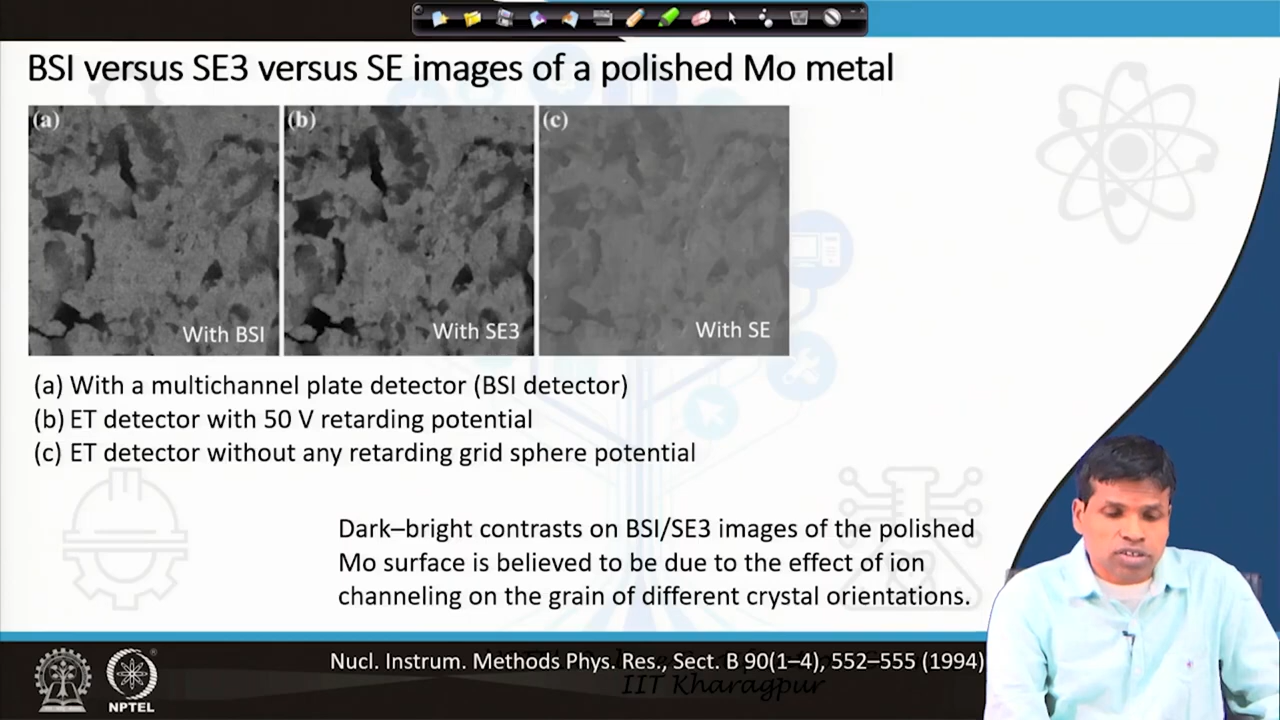 BSI versus SE3 versus SE images of a polished Mo metal
(a)
(b)
(c)
With BSI
With SE3
With SE
(a) With a multichannel plate detector (BSI detector)
(b) ET detector with 50 V retarding potential
(c) ET detector without any retarding grid sphere potential
Dark–bright contrasts on BSI/SE3 images of the polished
Mo surface is believed to be due to the effect of ion
channeling on the grain of different crystal orientations.
Nucl. Instrum. Methods Phys. Res., Sect. B 90(1–4), 552–555 (1994)
IIT Kharagpur
NPTEL